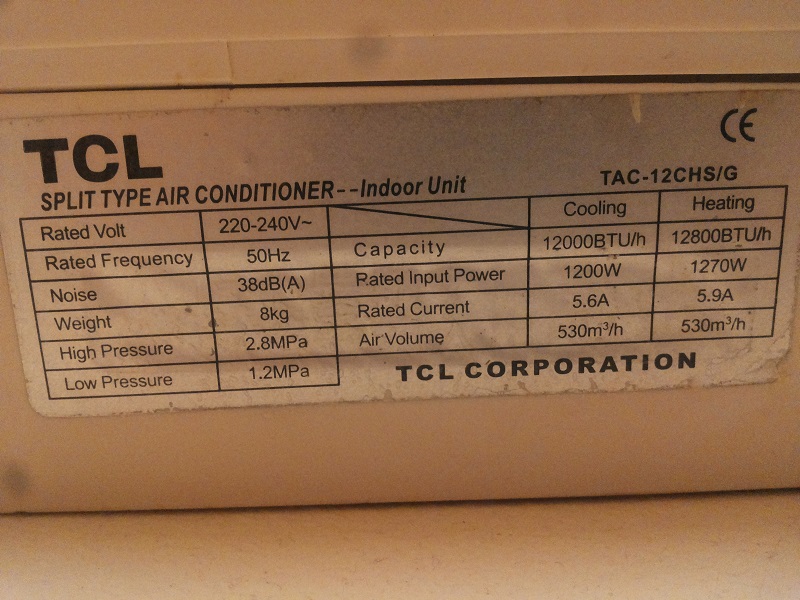 CE
TCL
SPLIT TYPE AIR CONDITIONER--Indoor Unit TAC-12CHS/G
Rated Volt 220-240V~ Cooling Heating
Rated Frequency 50Hz Capacity 12000BTU/h 12800BTU/h
Noise 38dB(A) Rated Input Power 1200W 1270W
Weight 8kg Rated Current 5.6A 5.9A
High Pressure 2.8MPa Air Volume 530m³/h 530m³/h
Low Pressure 1.2MPa
TCL CORPORATION